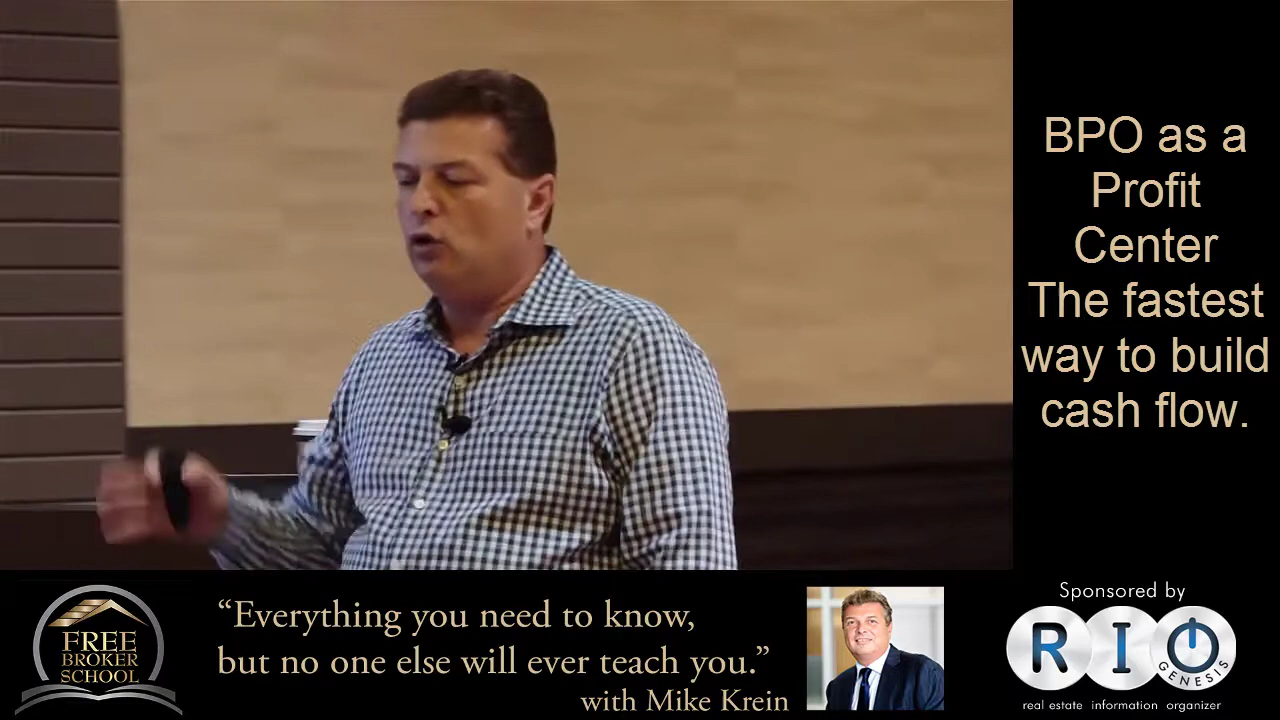 BPO as a
Profit
Center
The fastest
way to build
cash flow.
FREE
BROKER
SCHOOL
“Everything you need to know,
but no one else will ever teach you.”
with Mike Krein
Sponsored by
RIO
GENESIS
real estate information organizer